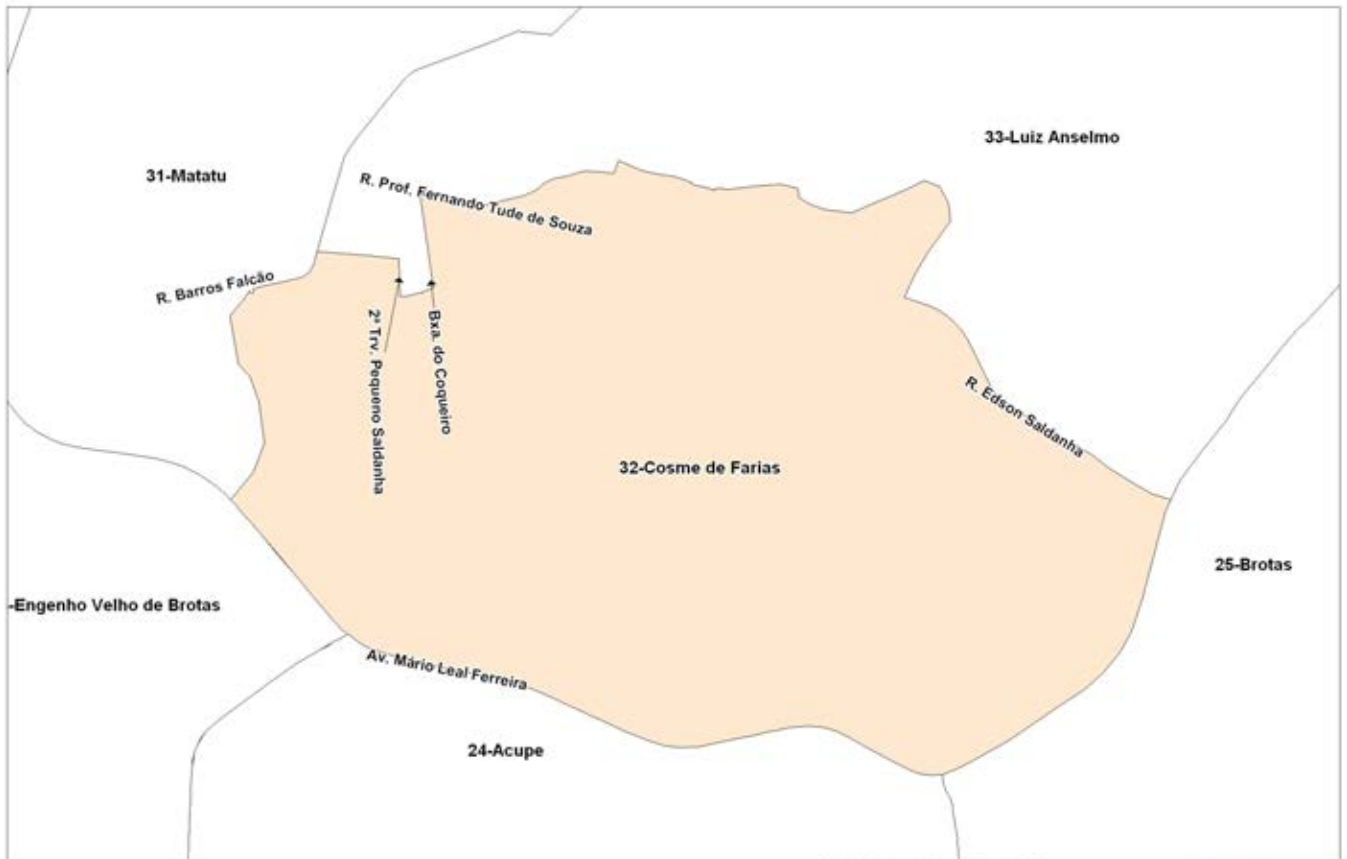 33-Luiz Anselmo
31-Matatu
R. Prof. Fernando Tude de Souza
R. Barros Falcão
2ª Trv. Pequeno Saldanha
Bxa. do Coqueiro
R. Edson Saldanha
32-Cosme de Farias
25-Brotas
-Engenho Velho de Brotas
Av. Mário Leal Ferreira
24-Acupe